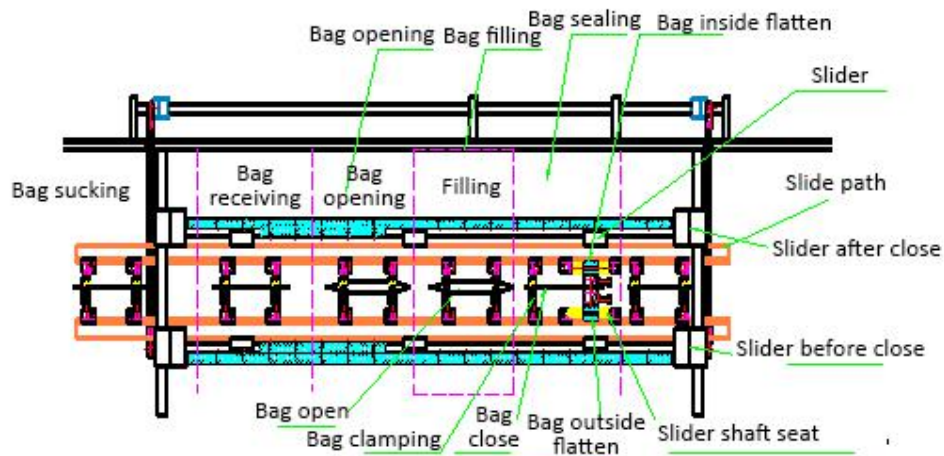 Bag sealing
Bag inside flatten
Bag opening
Bag filling
Slider
Bag sucking
Bag
receiving
Bag
opening
Filling
Slide path
Slider after close
Slider before close
Bag open
Bag clamping
Bag
close
Bag outside
flatten
Slider shaft seat